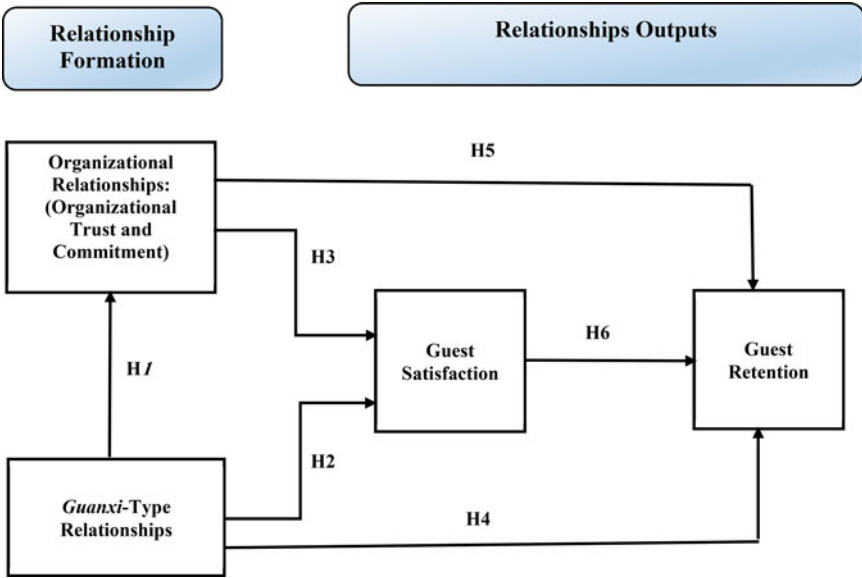 Relationship
Formation
Relationships Outputs
Organizational
Relationships:
(Organizational
Trust and
Commitment)
H5
H3
Guest
Satisfaction
H6
Guest
Retention
H1
H2
Guanxi-Type
Relationships
H4